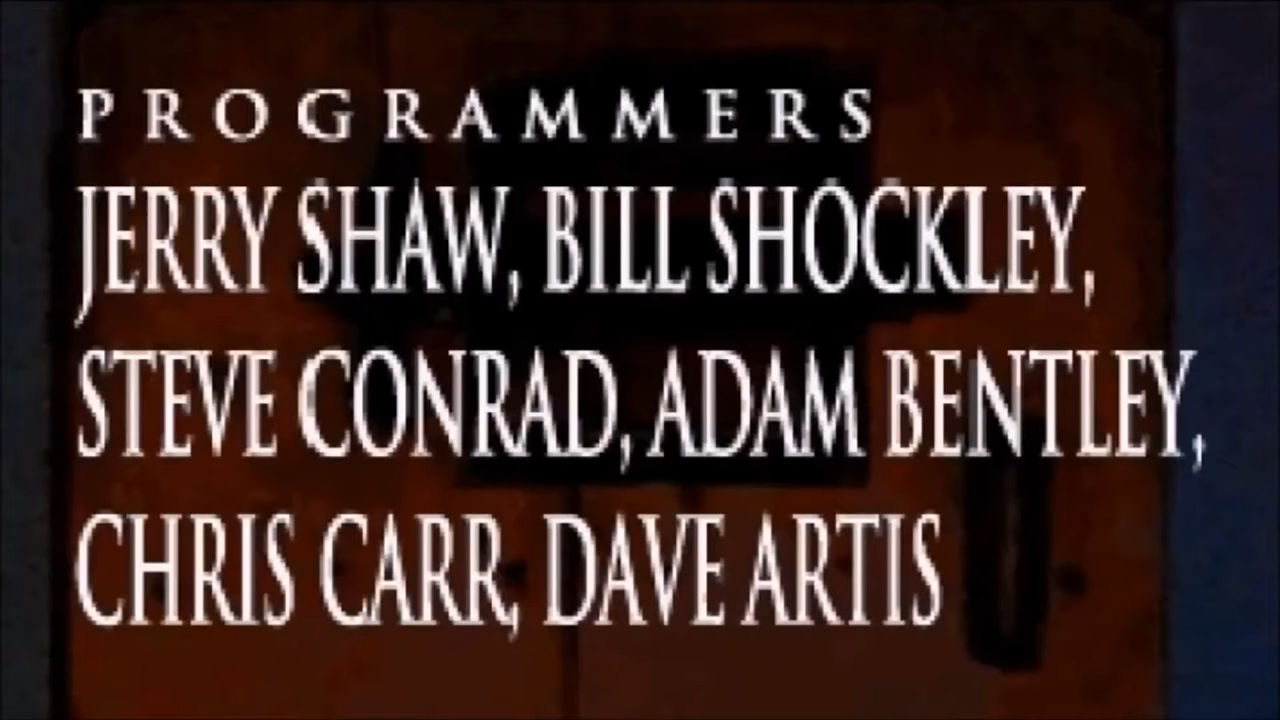 PROGRAMMERS
JERRY SHAW, BILL SHOCKLEY,
STEVE CONRAD, ADAM BENTLEY,
CHRIS CARR, DAVE ARTIS